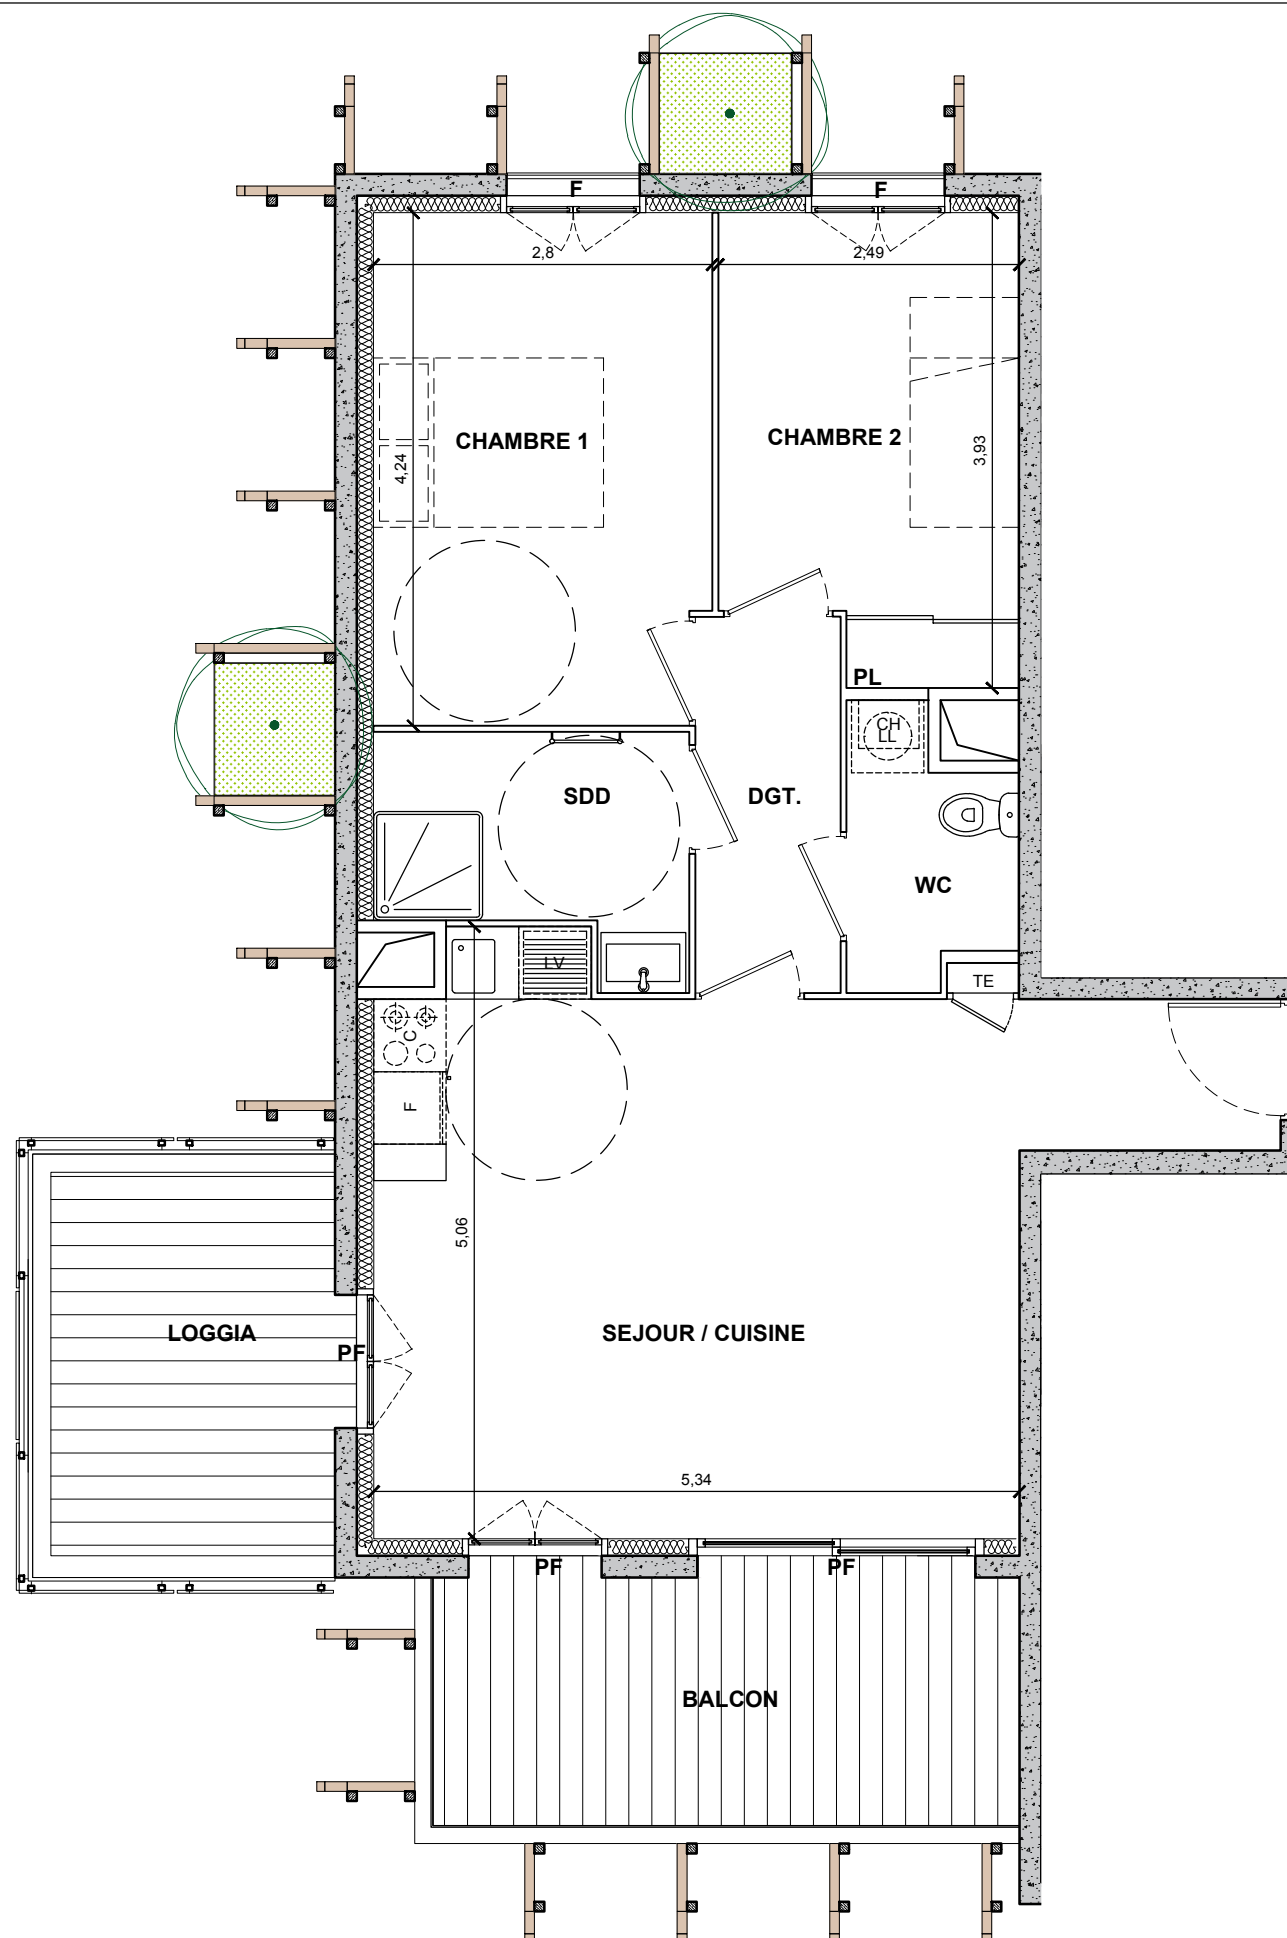 F
F
2,8
2,49
CHAMBRE 1
CHAMBRE 2
4,24
3,93
PL
CH
LL
SDD
DGT.
WC
LV
TE
C
F
5,06
LOGGIA
PF
SEJOUR / CUISINE
5,34
PF
PF
BALCON